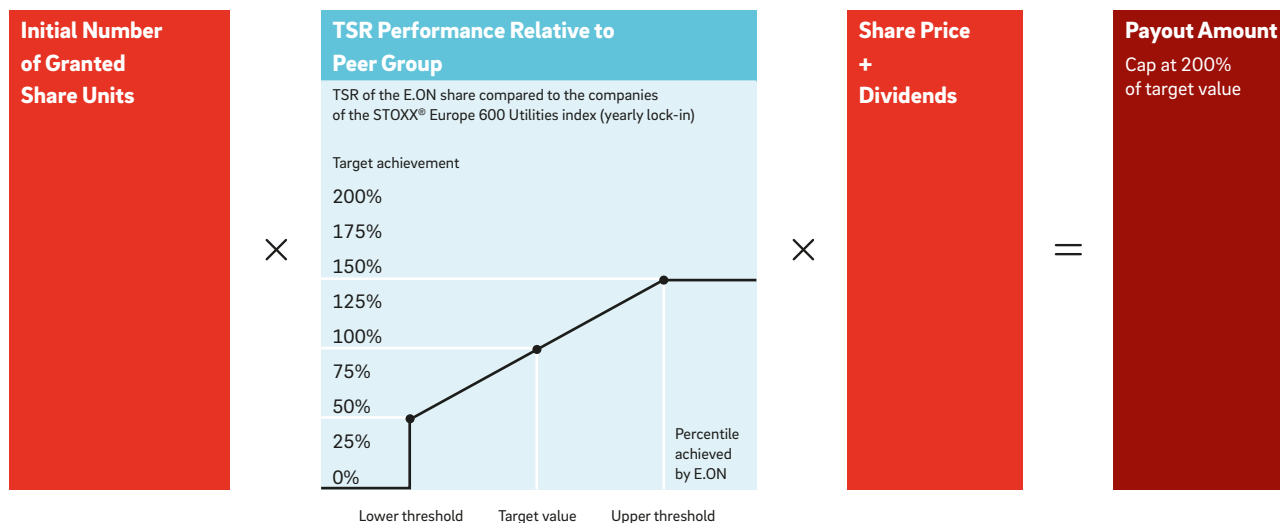 Initial Number
of Granted
Share Units
×
TSR Performance Relative to
Peer Group
TSR of the E.ON share compared to the companies
of the STOXX® Europe 600 Utilities index (yearly lock-in)
Target achievement
200%
175%
150%
125%
100%
75%
50%
25%
0%
Percentile
achieved
by E.ON
Lower threshold
Target value
Upper threshold
×
Share Price
+
Dividends
=
Payout Amount
Cap at 200%
of target value